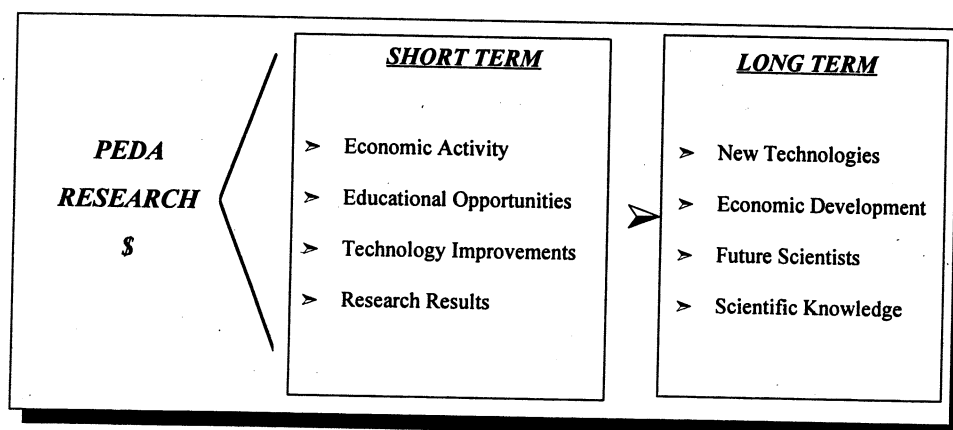 PEDA
RESEARCH
$
SHORT TERM
➢ Economic Activity
➢ Educational Opportunities
➢ Technology Improvements
➢ Research Results
LONG TERM
➢ New Technologies
➢ Economic Development
➢ Future Scientists
➢ Scientific Knowledge